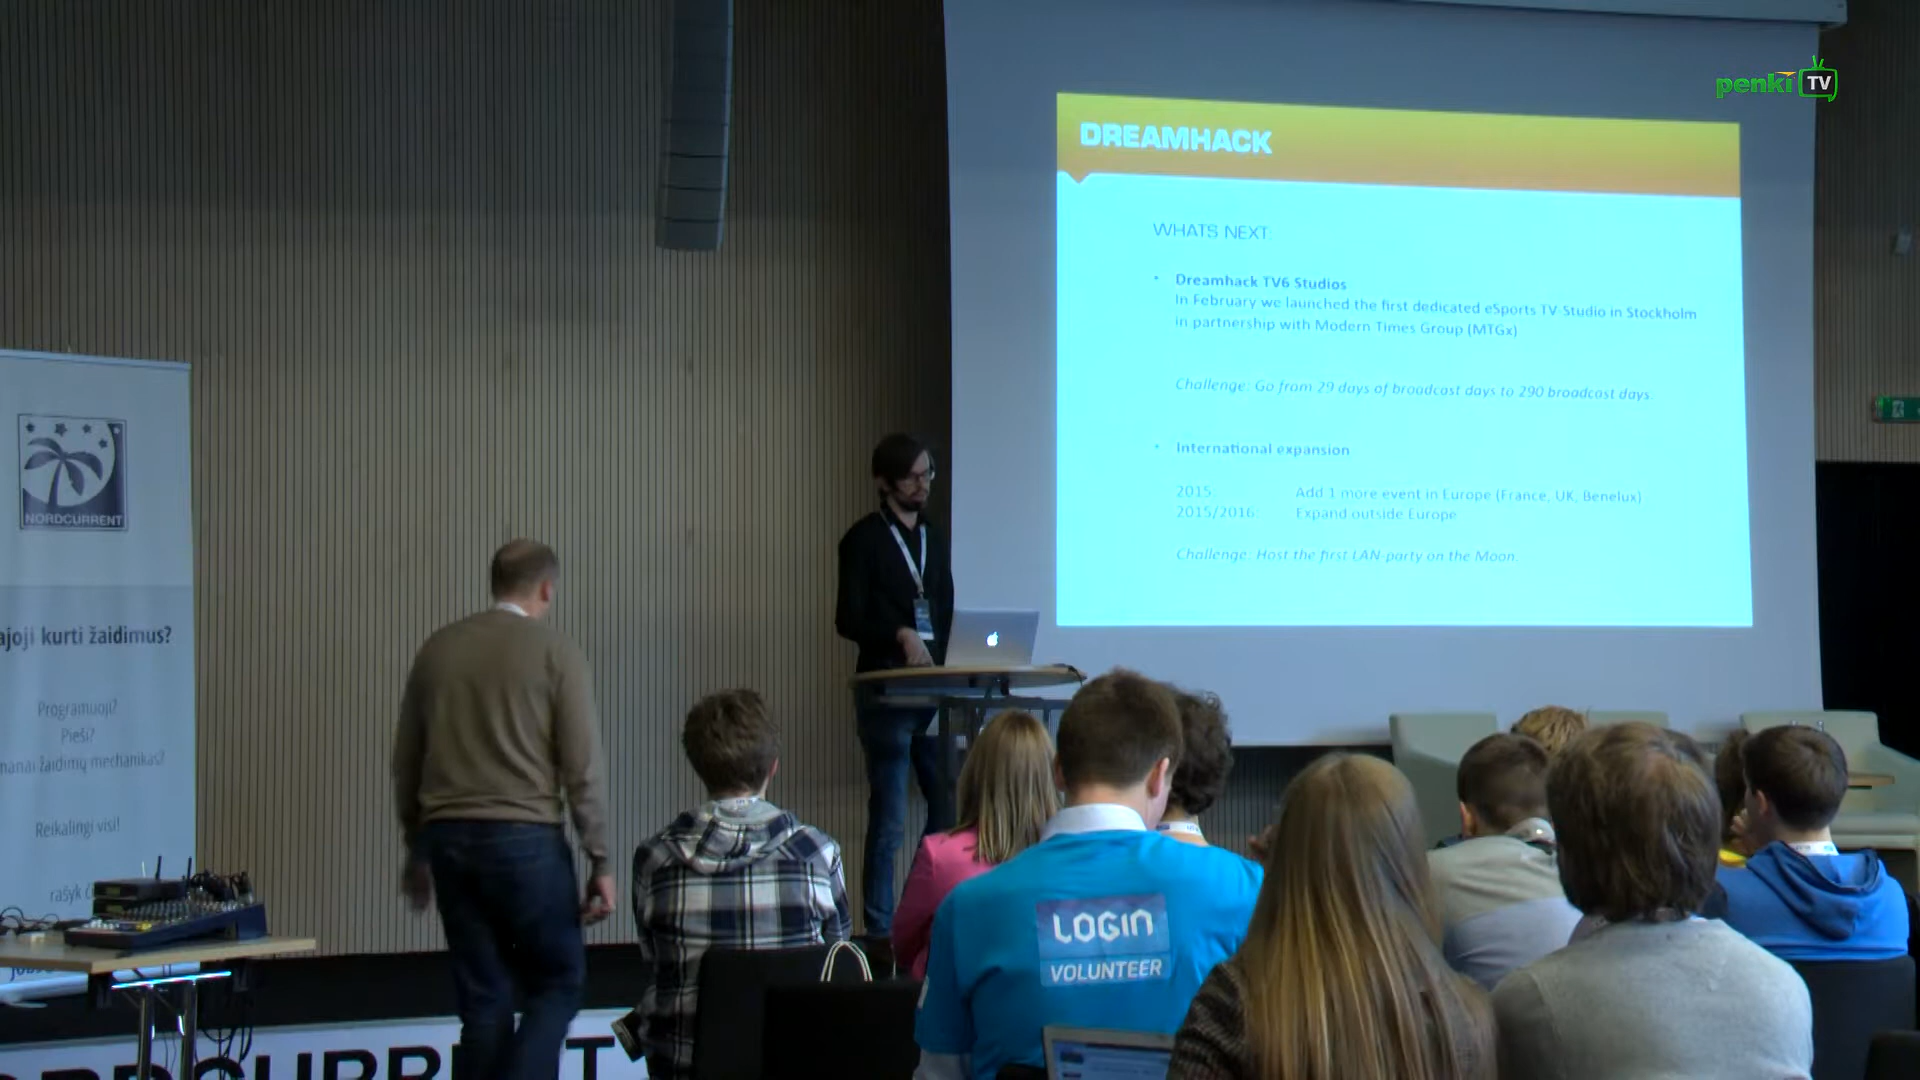 penki TV
DREAMHACK
WHATS NEXT:
• Dreamhack TV6 Studios
In February we launched the first dedicated eSports TV-Studio in Stockholm
in partnership with Modern Times Group (MTGx)
Challenge: Go from 29 days of broadcast days to 290 broadcast days.
• International expansion
2015: Add 1 more event in Europe (France, UK, Benelux)
2015/2016: Expand outside Europe
Challenge: Host the first LAN-party on the Moon.
NORDCURRENT
kurti žaidimus?
Programuoji?
Pieši?
žaidimų mechanikas?
Reikalingi visi!
rašyk
LOGIN
VOLUNTEER